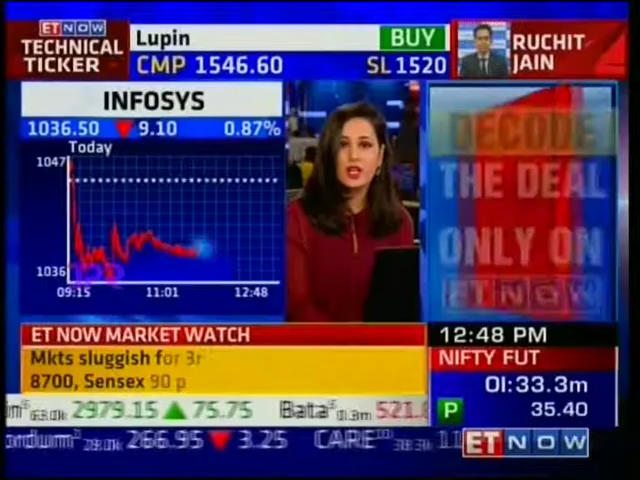 ET NOW
TECHNICAL
TICKER
Lupin
BUY
CMP 1546.60
SL 1520
RUCHIT
JAIN
INFOSYS
1036.50 ▼ 9.10 0.87%
Today
1047
1036
09:15 11:01 12:48
DECODE
THE DEAL
ONLY ON
ET NOW
ET NOW MARKET WATCH
Mkts sluggish for 3r
8700, Sensex 90 p
12:48 PM
NIFTY FUT
OI:33.3m
P 35.40
2979.15 ▲ 75.75 Bata 0.3m 521.
266.95 ▼ 3.25 CARE
ET NOW